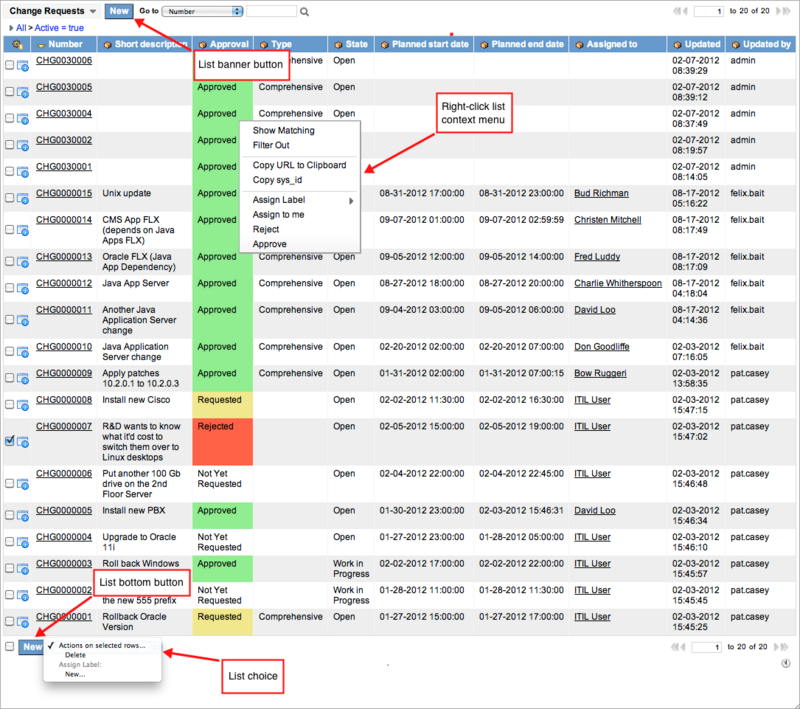 Change Requests New Go to Number
1 to 20 of 20
All > Active = true
Number Short description Approval Type State Planned start date Planned end date Assigned to Updated Updated by
List banner button
Right-click list
context menu
CHG0030006 hensive Open 02-07-2012 admin
08:39:29
CHG0030005 Approved Comprehensive Open 02-07-2012 admin
08:39:12
CHG0030004 Approved Comprehensive Open 02-07-2012 admin
08:37:49
CHG0030002 Approved 02-07-2012 admin
08:19:57
CHG0030001 Approved 02-07-2012 admin
08:14:05
Show Matching
Filter Out
Copy URL to Clipboard
Copy sys_id
Assign Label
Assign to me
Reject
Approve
CHG0000015 Unix update Approved 08-31-2012 17:00:00 08-31-2012 23:00:00 Bud Richman 08-17-2012 felix.bait
05:16:22
CHG0000014 CMS App FLX Approved 09-07-2012 01:00:00 09-07-2012 02:59:59 Christen Mitchell 08-17-2012 felix.bait
(depends on Java 08:17:49
Apps FLX)
CHG0000013 Oracle FLX (Java Approved Comprehensive Open 09-05-2012 12:00:00 09-05-2012 14:00:00 Fred Luddy 08-17-2012 felix.bait
App Dependency) 08:17:09
CHG0000012 Java App Server Approved Comprehensive Open 08-27-2012 18:00:00 08-27-2012 20:00:00 Charlie Whitherspoon 08-17-2012 felix.bait
04:18:04
CHG0000011 Another Java Approved Comprehensive Open 09-04-2012 03:00:00 09-05-2012 06:00:00 David Loo 08-17-2012 felix.bait
Application Server 04:14:36
change
CHG0000010 Java Application Approved Comprehensive Open 02-20-2012 02:00:00 02-20-2012 07:00:00 Don Goodliffe 02-03-2012 felix.bait
Server change 07:16:05
CHG0000009 Apply patches Approved Comprehensive Open 01-31-2012 02:00:00 01-31-2012 07:00:15 Bow Ruggeri 02-03-2012 pat.casey
10.2.0.1 to 10.2.0.3 13:58:35
CHG0000008 Install new Cisco Requested Open 02-02-2012 11:30:00 02-02-2012 16:30:00 ITIL User 02-03-2012 pat.casey
15:47:15
CHG0000007 R&D wants to know Rejected Open 02-05-2012 15:00:00 02-05-2012 19:00:00 ITIL User 02-03-2012 pat.casey
what it'd cost to 15:47:02
switch them over to
Linux desktops
CHG0000006 Put another 100 Gb Not Yet Open 02-04-2012 22:00:00 02-04-2012 22:45:00 ITIL User 02-03-2012 pat.casey
drive on the 2nd Requested 15:46:48
Floor Server
CHG0000005 Install new PBX Approved Open 01-30-2012 23:00:00 02-03-2012 15:46:31 David Loo 02-03-2012 pat.casey
15:46:34
CHG0000004 Upgrade to Oracle Not Yet Open 01-27-2012 23:00:00 01-28-2012 05:00:00 ITIL User 02-03-2012 pat.casey
11i Requested 15:46:10
CHG0000003 Roll back Windows Approved Work in 02-02-2012 17:00:00 02-02-2012 22:00:00 ITIL User 02-03-2012 pat.casey
Progress 15:45:57
List bottom button
CHG0000002 Not Yet Work in 01-28-2012 11:00:00 01-28-2012 11:00:00 ITIL User 02-03-2012 pat.casey
the new 555 prefix Requested Progress 15:45:45
CHG0000001 Rollback Oracle Requested Comprehensive Open 01-27-2012 15:00:00 01-27-2012 17:00:00 ITIL User 02-03-2012 pat.casey
Version 15:45:25
New Actions on selected rows... 1 to 20 of 20
Delete
Assign Label:
New...
List choice